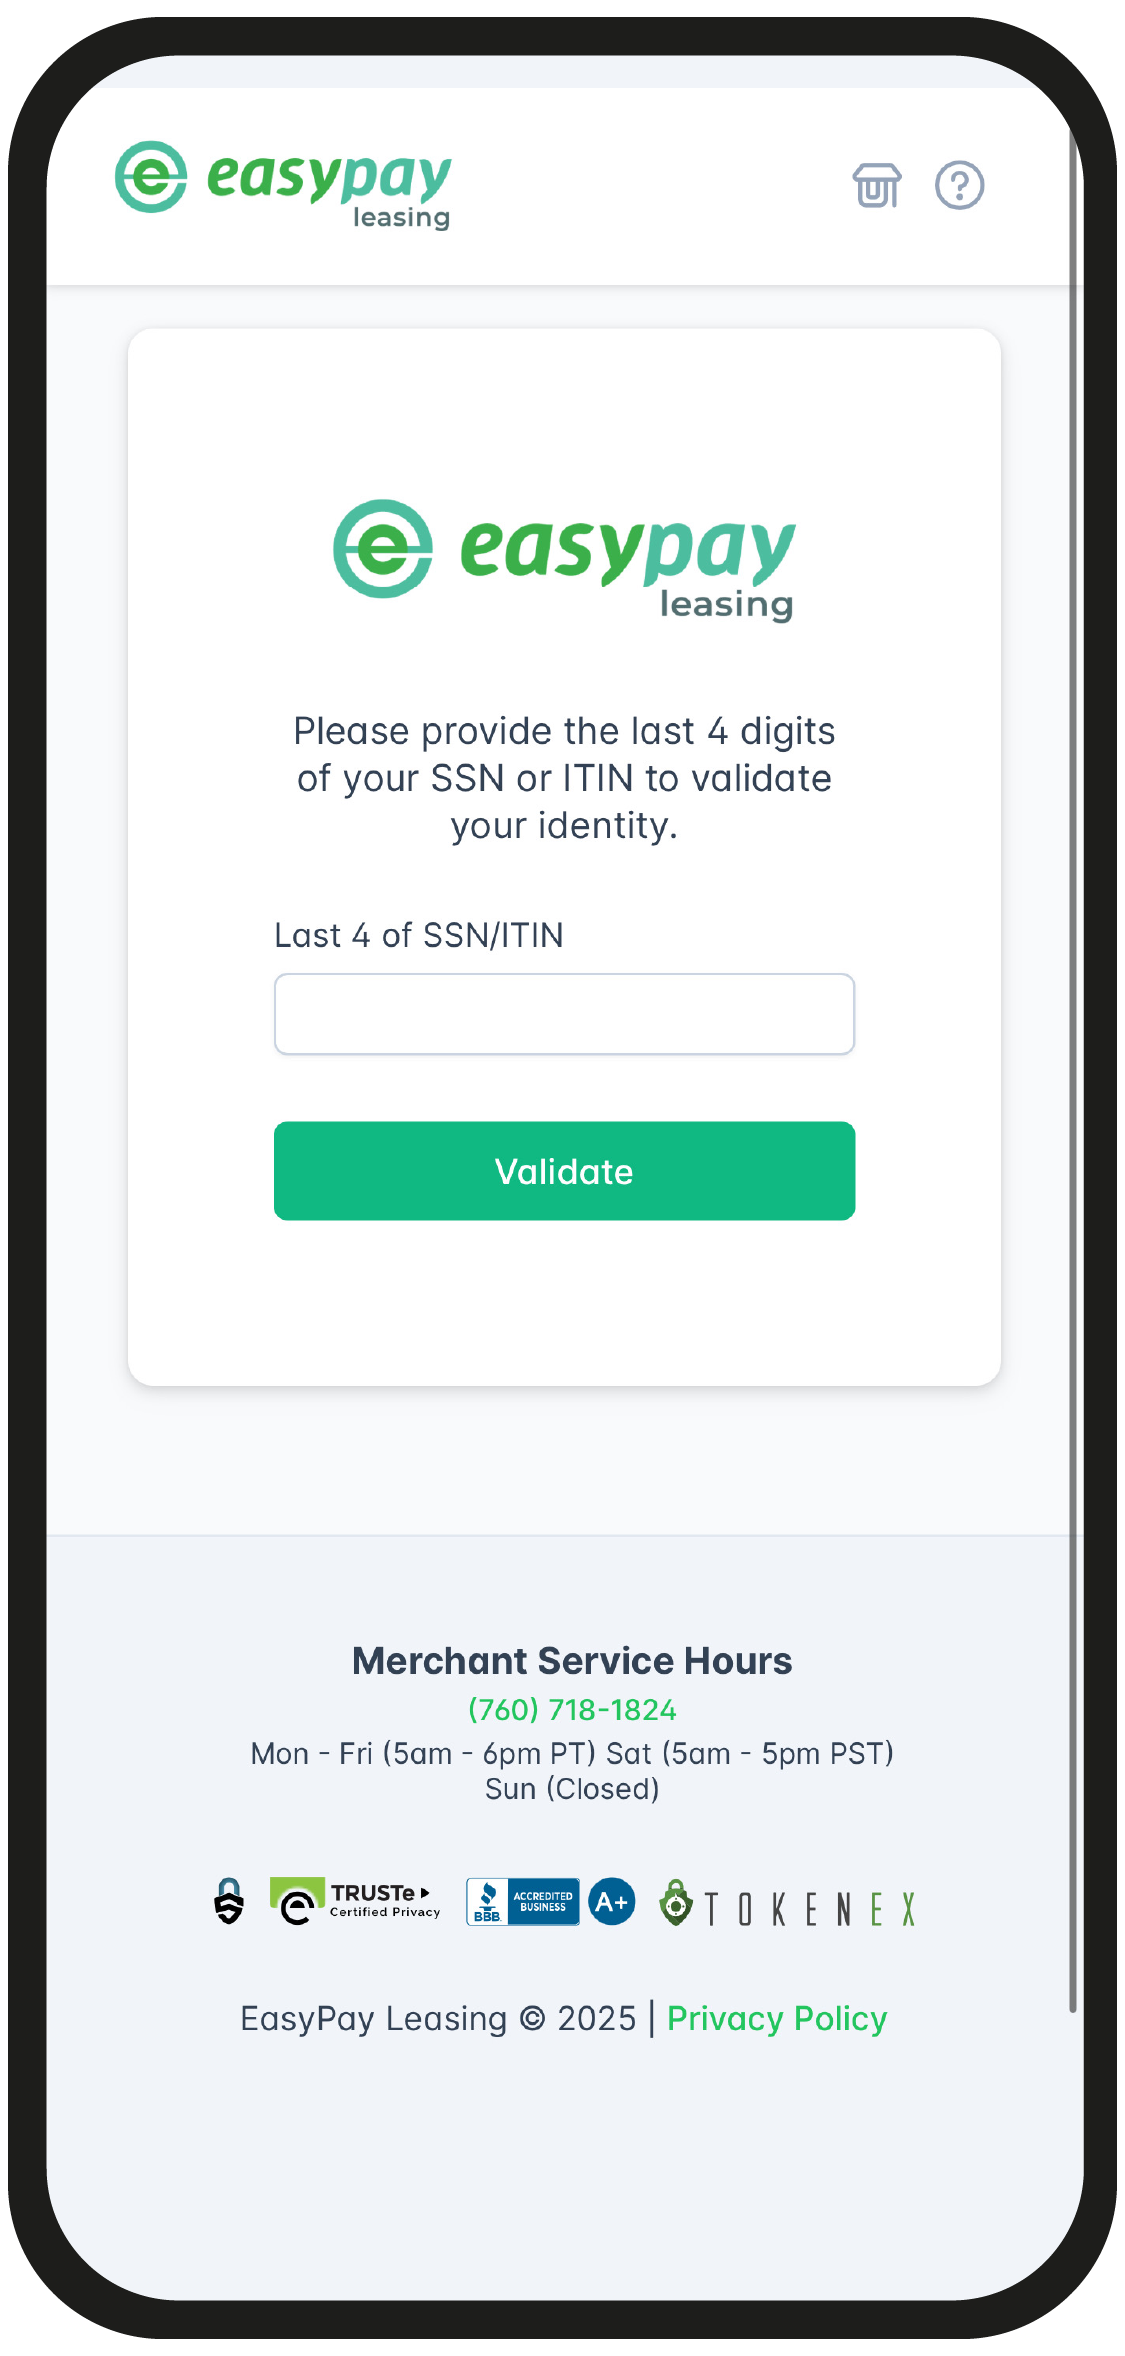 easypay
leasing
easypay
leasing
Please provide the last 4 digits
of your SSN or ITIN to validate
your identity.
Last 4 of SSN/ITIN
Validate
Merchant Service Hours
(760) 718-1824
Mon - Fri (5am - 6pm PT) Sat (5am - 5pm PST)
Sun (Closed)
TRUSTe
Certified Privacy
BBB.
ACCREDITED
BUSINESS
A+
TOKENEX
EasyPay Leasing © 2025 | Privacy Policy